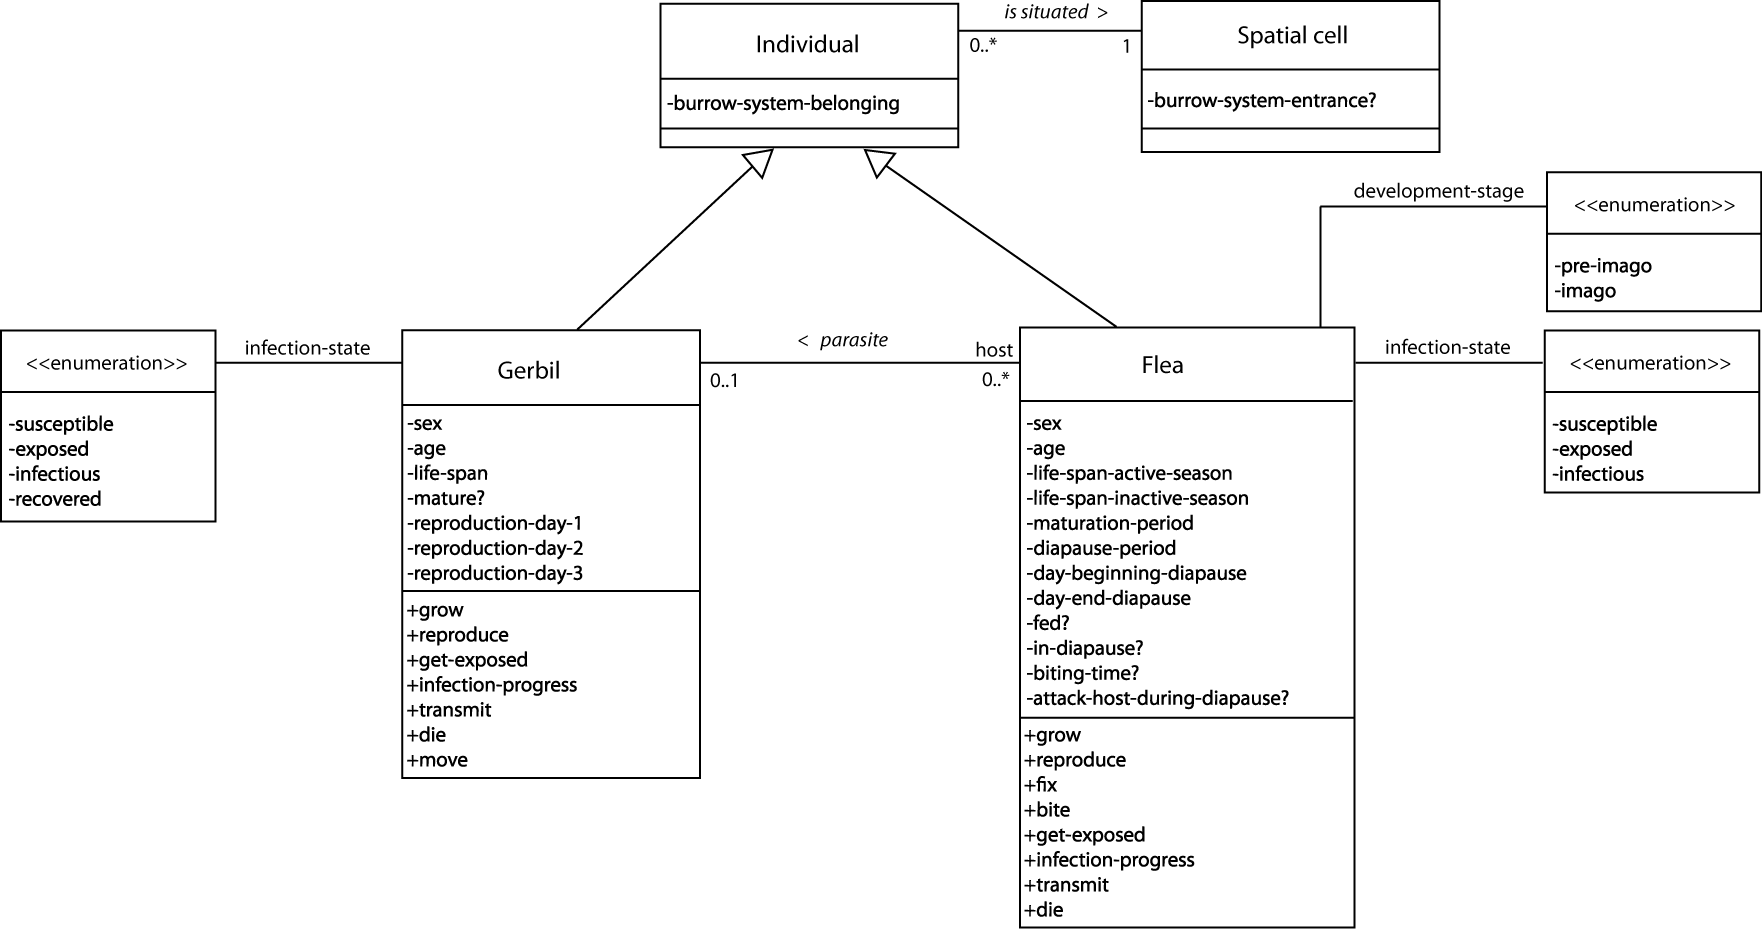 is situated >
0..*
1
Individual
-burrow-system-belonging
Spatial cell
-burrow-system-entrance?
development-stage
<<enumeration>>
-pre-imago
-imago
<<enumeration>>
-susceptible
-exposed
-infectious
-recovered
infection-state
Gerbil
-sex
-age
-life-span
-mature?
-reproduction-day-1
-reproduction-day-2
-reproduction-day-3
+grow
+reproduce
+get-exposed
+infection-progress
+transmit
+die
+move
< parasite
host
0..1
0..*
Flea
-sex
-age
-life-span-active-season
-life-span-inactive-season
-maturation-period
-diapause-period
-day-beginning-diapause
-day-end-diapause
-fed?
-in-diapause?
-biting-time?
-attack-host-during-diapause?
+grow
+reproduce
+fix
+bite
+get-exposed
+infection-progress
+transmit
+die
infection-state
<<enumeration>>
-susceptible
-exposed
-infectious